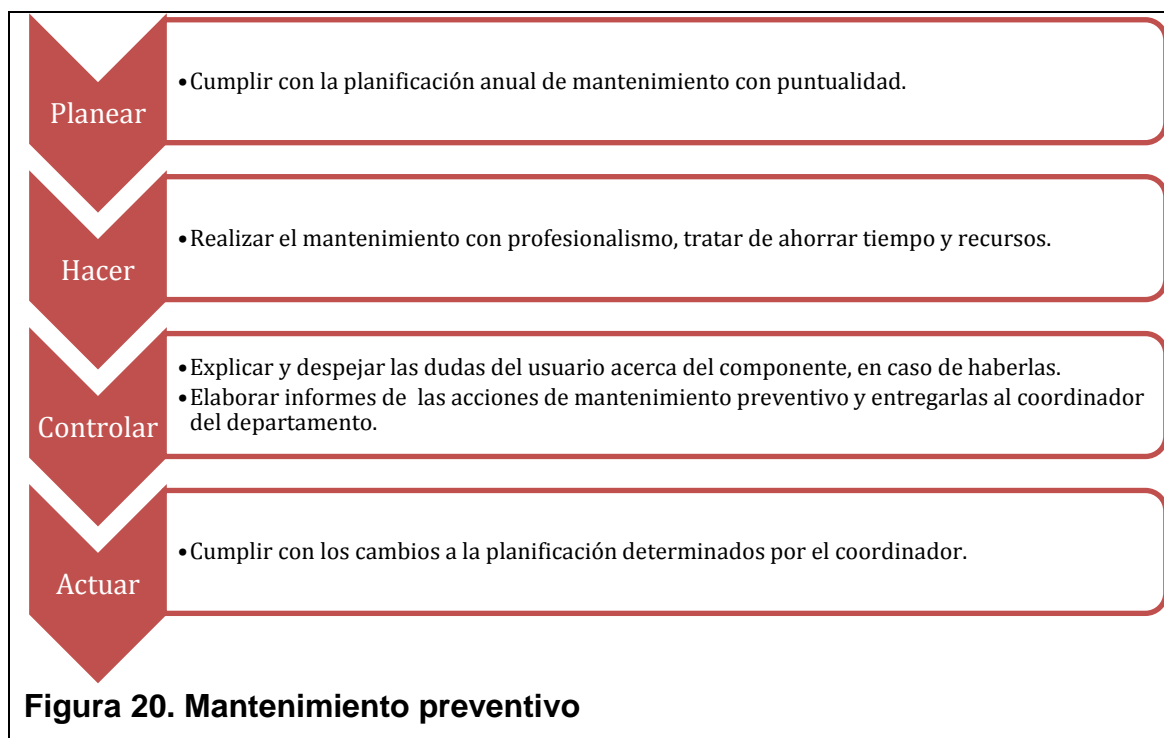 Planear
•Cumplir con la planificación anual de mantenimiento con puntualidad.
Hacer
•Realizar el mantenimiento con profesionalismo, tratar de ahorrar tiempo y recursos.
Controlar
•Explicar y despejar las dudas del usuario acerca del componente, en caso de haberlas.
•Elaborar informes de  las acciones de mantenimiento preventivo y entregarlas al coordinador
del departamento.
Actuar
•Cumplir con los cambios a la planificación determinados por el coordinador.
Figura 20. Mantenimiento preventivo